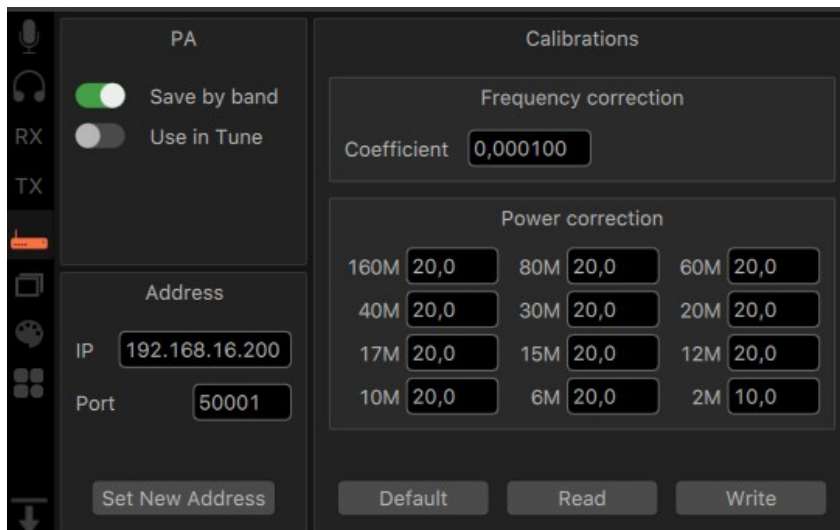 RX
TX
PA
Save by band
Use in Tune
Address
IP 192.168.16.200
Port 50001
Set New Address
Calibrations
Frequency correction
Coefficient 0,000100
Power correction
160M 20,0 80M 20,0 60M 20,0
40M 20,0 30M 20,0 20M 20,0
17M 20,0 15M 20,0 12M 20,0
10M 20,0 6M 20,0 2M 10,0
Default Read Write